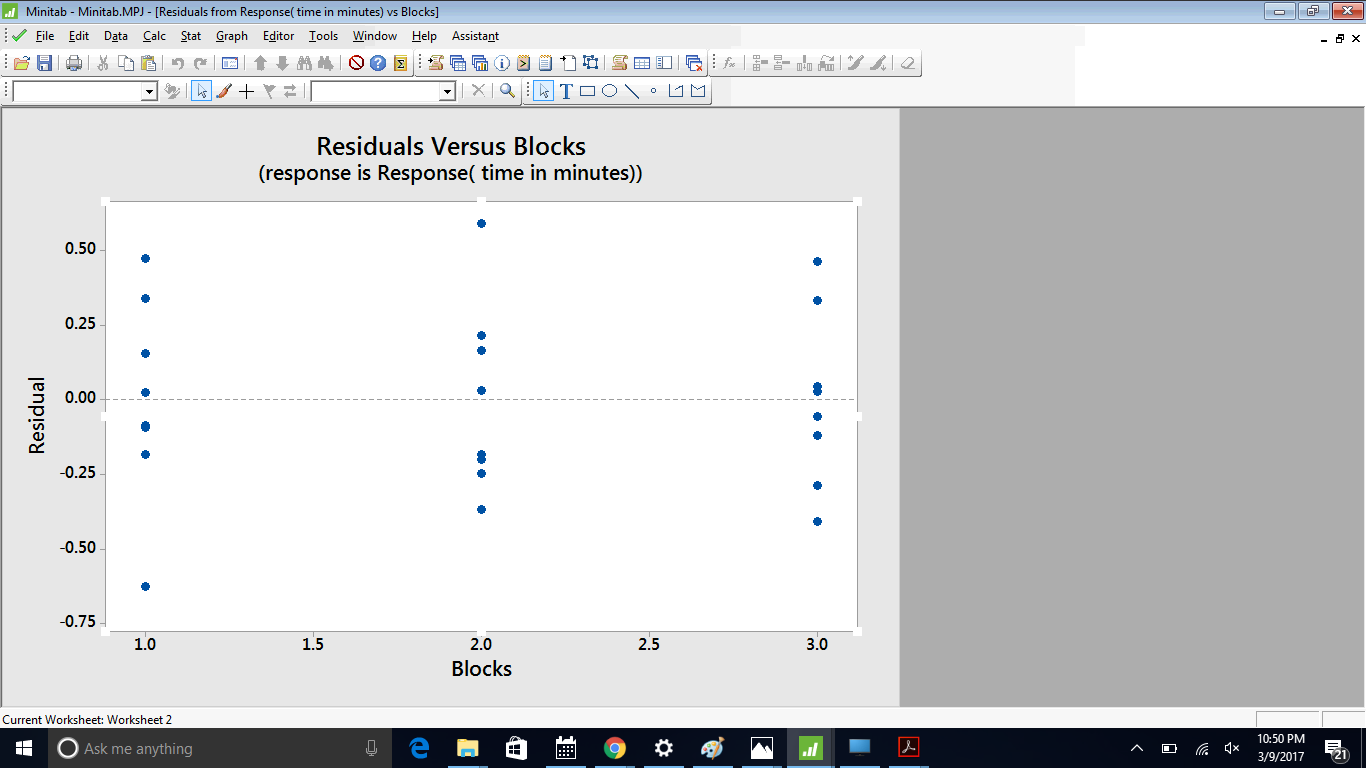 Minitab - Minitab.MPJ - [Residuals from Response( time in minutes) vs Blocks]
File Edit Data Calc Stat Graph Editor Tools Window Help Assistant
Residuals Versus Blocks
(response is Response( time in minutes))
0.50
0.25
0.00
-0.25
-0.50
-0.75
Residual
1.0 1.5 2.0 2.5 3.0
Blocks
Current Worksheet: Worksheet 2
Ask me anything
10:50 PM
3/9/2017
21